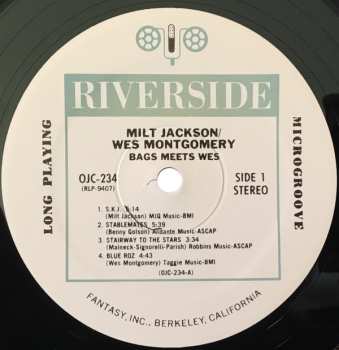 RIVERSIDE
LONG PLAYING
MICROGROOVE
MILT JACKSON/
WES MONTGOMERY
BAGS MEETS WES
OJC-234
(RLP-9407)
SIDE 1
STEREO
1. S.K.J. 5:14
(Milt Jackson) MJQ Music-BMI
2. STABLEMATES 5:39
(Benny Golson) Andante Music-ASCAP
3. STAIRWAY TO THE STARS 3:34
(Malneck-Signorelli-Parish) Robbins Music-ASCAP
4. BLUE ROZ 4:43
(Wes Montgomery) Taggie Music-BMI
(OJC-234-A)
FANTASY, INC., BERKELEY, CALIFORNIA